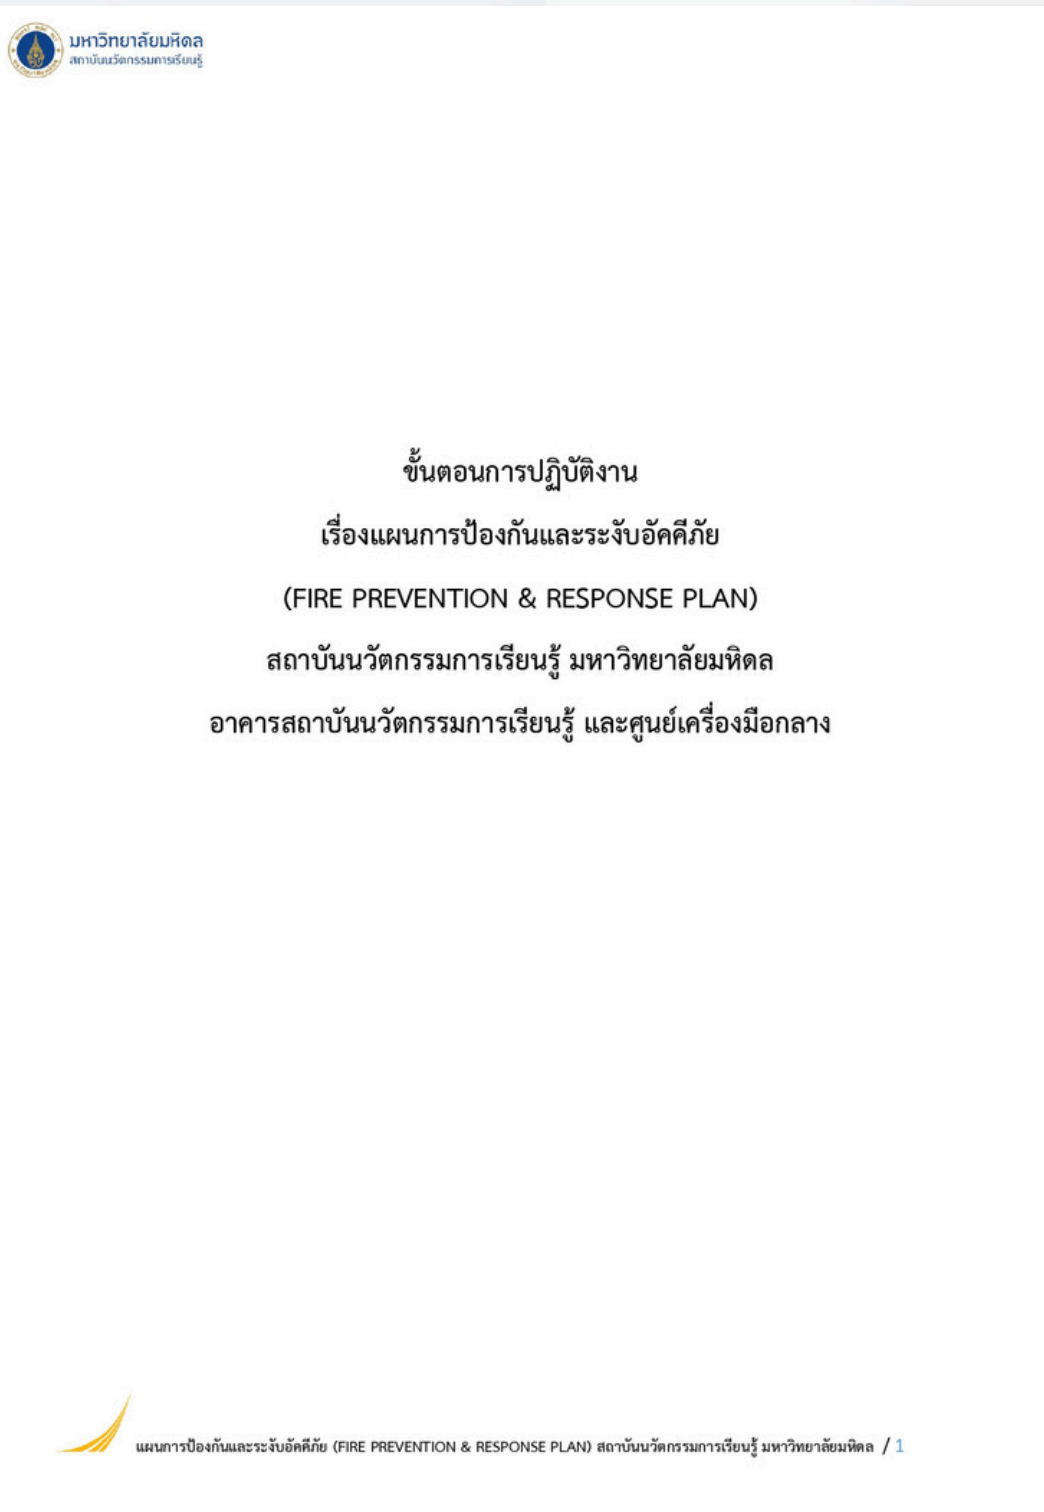 มหาวิทยาลัยมหิดล
สถาบันนวัตกรรมการเรียนรู้
ขั้นตอนการปฏิบัติงาน
เรื่องแผนการป้องกันและระงับอัคคีภัย
(FIRE PREVENTION & RESPONSE PLAN)
สถาบันนวัตกรรมการเรียนรู้ มหาวิทยาลัยมหิดล
อาคารสถาบันนวัตกรรมการเรียนรู้ และศูนย์เครื่องมือกลาง
แผนการป้องกันและระงับอัคคีภัย (FIRE PREVENTION & RESPONSE PLAN) สถาบันนวัตกรรมการเรียนรู้ มหาวิทยาลัยมหิดล / 1